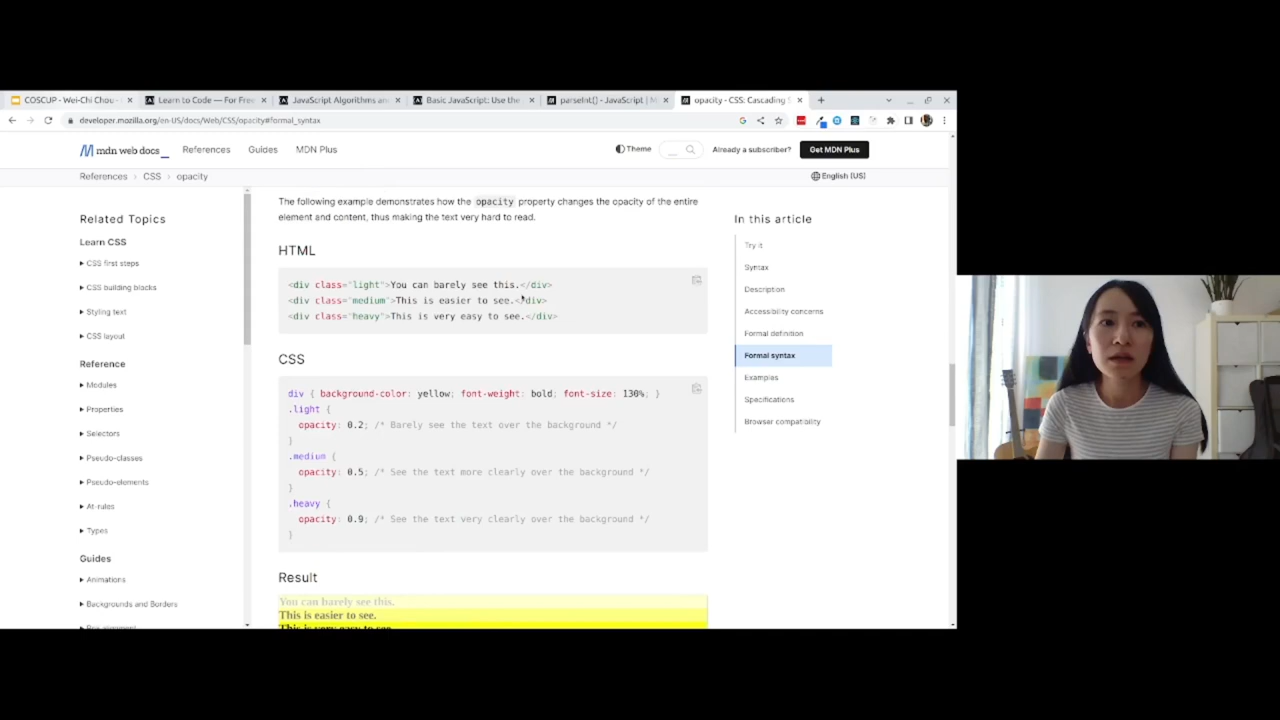 COSCUP - Wei-Chi Chou -
Learn to Code — For Free
JavaScript Algorithms an
Basic JavaScript: Use the
parseInt() - JavaScript | M
opacity - CSS: Cascading S
developer.mozilla.org/en-US/docs/Web/CSS/opacity#formal_syntax
mdn web docs_
References
Guides
MDN Plus
Theme
Already a subscriber?
Get MDN Plus
References › CSS › opacity
English (US)
Related Topics
Learn CSS
CSS first steps
CSS building blocks
Styling text
CSS layout
Reference
Modules
Properties
Selectors
Pseudo-classes
Pseudo-elements
At-rules
Types
Guides
Animations
Backgrounds and Borders
The following example demonstrates how the opacity property changes the opacity of the entire
element and content, thus making the text very hard to read.
HTML
<div class="light">You can barely see this.</div>
<div class="medium">This is easier to see.</div>
<div class="heavy">This is very easy to see.</div>
CSS
div { background-color: yellow; font-weight: bold; font-size: 130%; }
.light {
opacity: 0.2; /* Barely see the text over the background */
}
.medium {
opacity: 0.5; /* See the text more clearly over the background */
}
.heavy {
opacity: 0.9; /* See the text very clearly over the background */
}
Result
You can barely see this.
This is easier to see.
This is very easy to see.
In this article
Try it
Syntax
Description
Accessibility concerns
Formal definition
Formal syntax
Examples
Specifications
Browser compatibility